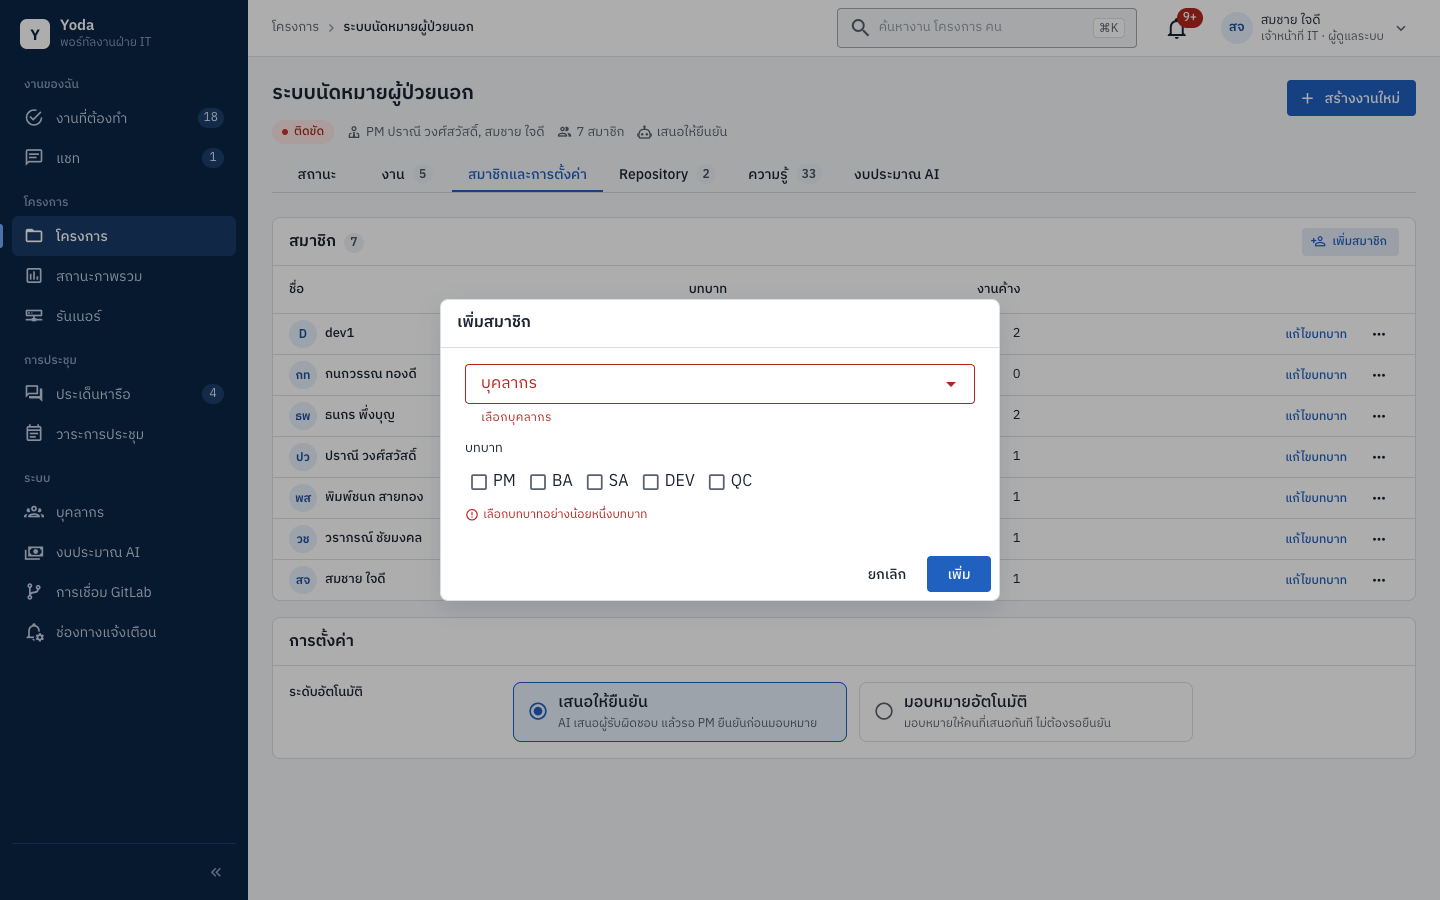 Y
Yoda
พอร์ทัลงานฝ่าย IT
งานของฉัน
งานที่ต้องทำ 18
แชท 1
โครงการ
โครงการ
สถานะภาพรวม
รันเนอร์
การประชุม
ประเด็นหารือ 4
วาระการประชุม
ระบบ
บุคลากร
งบประมาณ AI
การเชื่อม GitLab
ช่องทางแจ้งเตือน
โครงการ ระบบนัดหมายผู้ป่วยนอก
ค้นหางาน โครงการ คน ⌘K
9+
สจ
สมชาย ใจดี
เจ้าหน้าที่ IT · ผู้ดูแลระบบ
ระบบนัดหมายผู้ป่วยนอก
สร้างงานใหม่
ติดขัด PM ปราณี วงศ์สวัสดิ์, สมชาย ใจดี 7 สมาชิก เสนอให้ยืนยัน
สถานะ งาน 5 สมาชิกและการตั้งค่า Repository 2 ความรู้ 33 งบประมาณ AI
สมาชิก 7
เพิ่มสมาชิก
ชื่อ บทบาท งานค้าง
D dev1 2 แก้ไขบทบาท
กท กนกวรรณ ทองดี 0 แก้ไขบทบาท
ธพ ธนกร พึ่งบุญ 2 แก้ไขบทบาท
ปว ปราณี วงศ์สวัสดิ์ 1 แก้ไขบทบาท
พส พิมพ์ชนก สายทอง 1 แก้ไขบทบาท
วช วราภรณ์ ชัยมงคล 1 แก้ไขบทบาท
สจ สมชาย ใจดี 1 แก้ไขบทบาท
เพิ่มสมาชิก
บุคลากร
เลือกบุคลากร
บทบาท
PM BA SA DEV QC
เลือกบทบาทอย่างน้อยหนึ่งบทบาท
ยกเลิก เพิ่ม
การตั้งค่า
ระดับอัตโนมัติ
เสนอให้ยืนยัน
AI เสนอผู้รับผิดชอบ แล้วรอ PM ยืนยันก่อนมอบหมาย
มอบหมายอัตโนมัติ
มอบหมายให้คนที่เสนอทันที ไม่ต้องรอยืนยัน